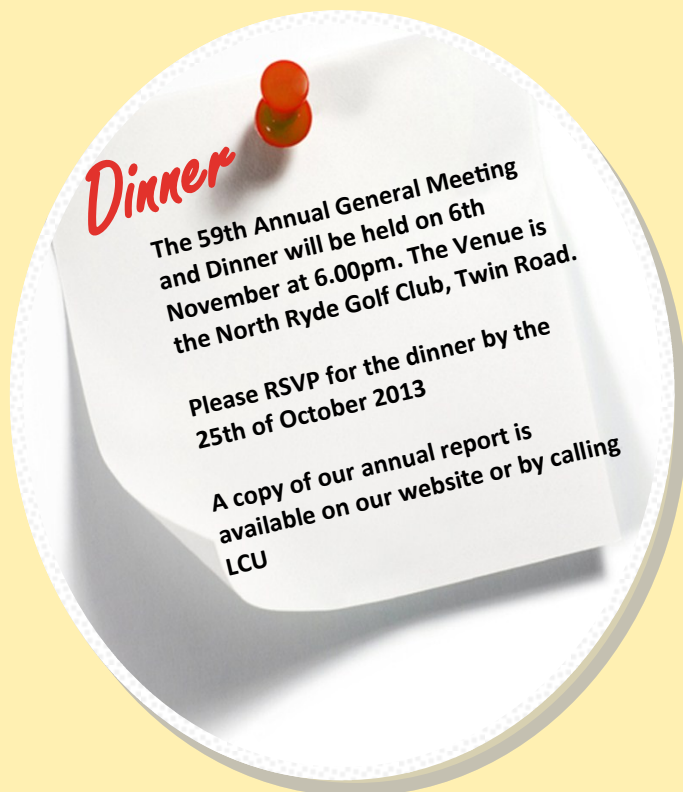 Dinner
The 59th Annual General Meeting
and Dinner will be held on 6th
November at 6.00pm. The Venue is
the North Ryde Golf Club, Twin Road.
Please RSVP for the dinner by the
25th of October 2013
A copy of our annual report is
available on our website or by calling
LCU